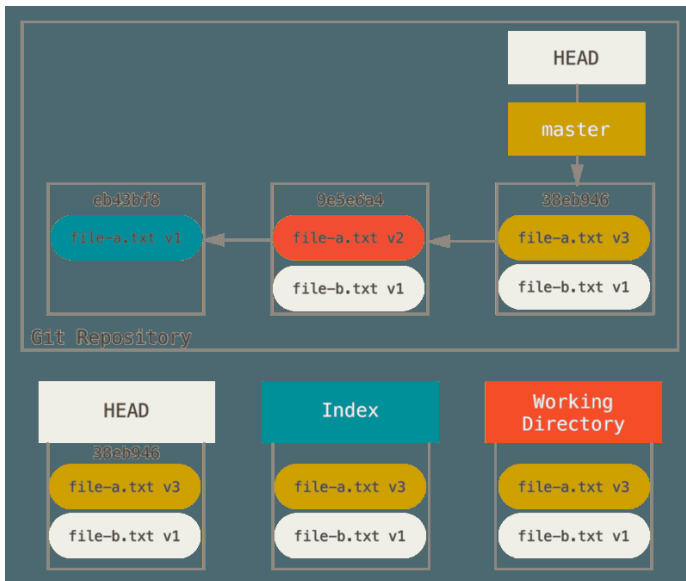 HEAD
master
eb43bf8
9e5e6a4
38eb946
file-a.txt v1
file-a.txt v2
file-a.txt v3
file-b.txt v1
file-b.txt v1
Git Repository
HEAD
Index
Working
Directory
38eb946
file-a.txt v3
file-a.txt v3
file-a.txt v3
file-b.txt v1
file-b.txt v1
file-b.txt v1